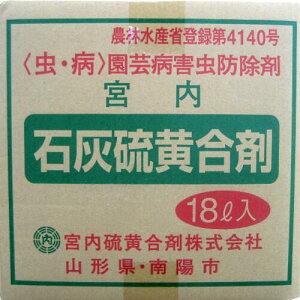 農林水産省登録第4140号
〈虫・病〉園芸病害虫防除剤
宮内
石灰硫黄合剤
18ℓ入
内
宮内硫黄合剤株式会社
山形県・南陽市